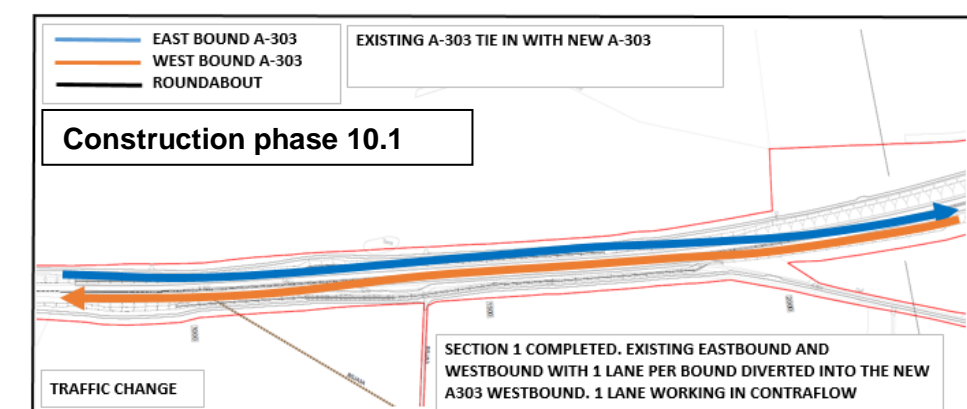 EAST BOUND A-303
WEST BOUND A-303
ROUNDABOUT
EXISTING A-303 TIE IN WITH NEW A-303
Construction phase 10.1
TRAFFIC CHANGE
SECTION 1 COMPLETED. EXISTING EASTBOUND AND
WESTBOUND WITH 1 LANE PER BOUND DIVERTED INTO THE NEW
A303 WESTBOUND. 1 LANE WORKING IN CONTRAFLOW